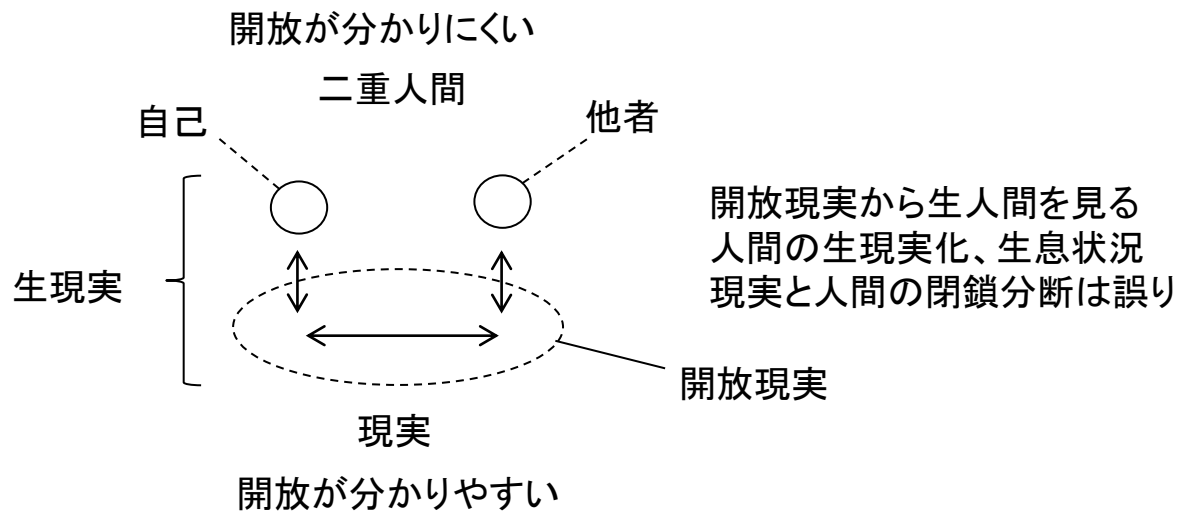 開放が分かりにくい
二重人間
自己
他者
開放現実から生人間を見る
人間の生現実化、生息状況
現実と人間の閉鎖分断は誤り
生現実
開放現実
現実
開放が分かりやすい